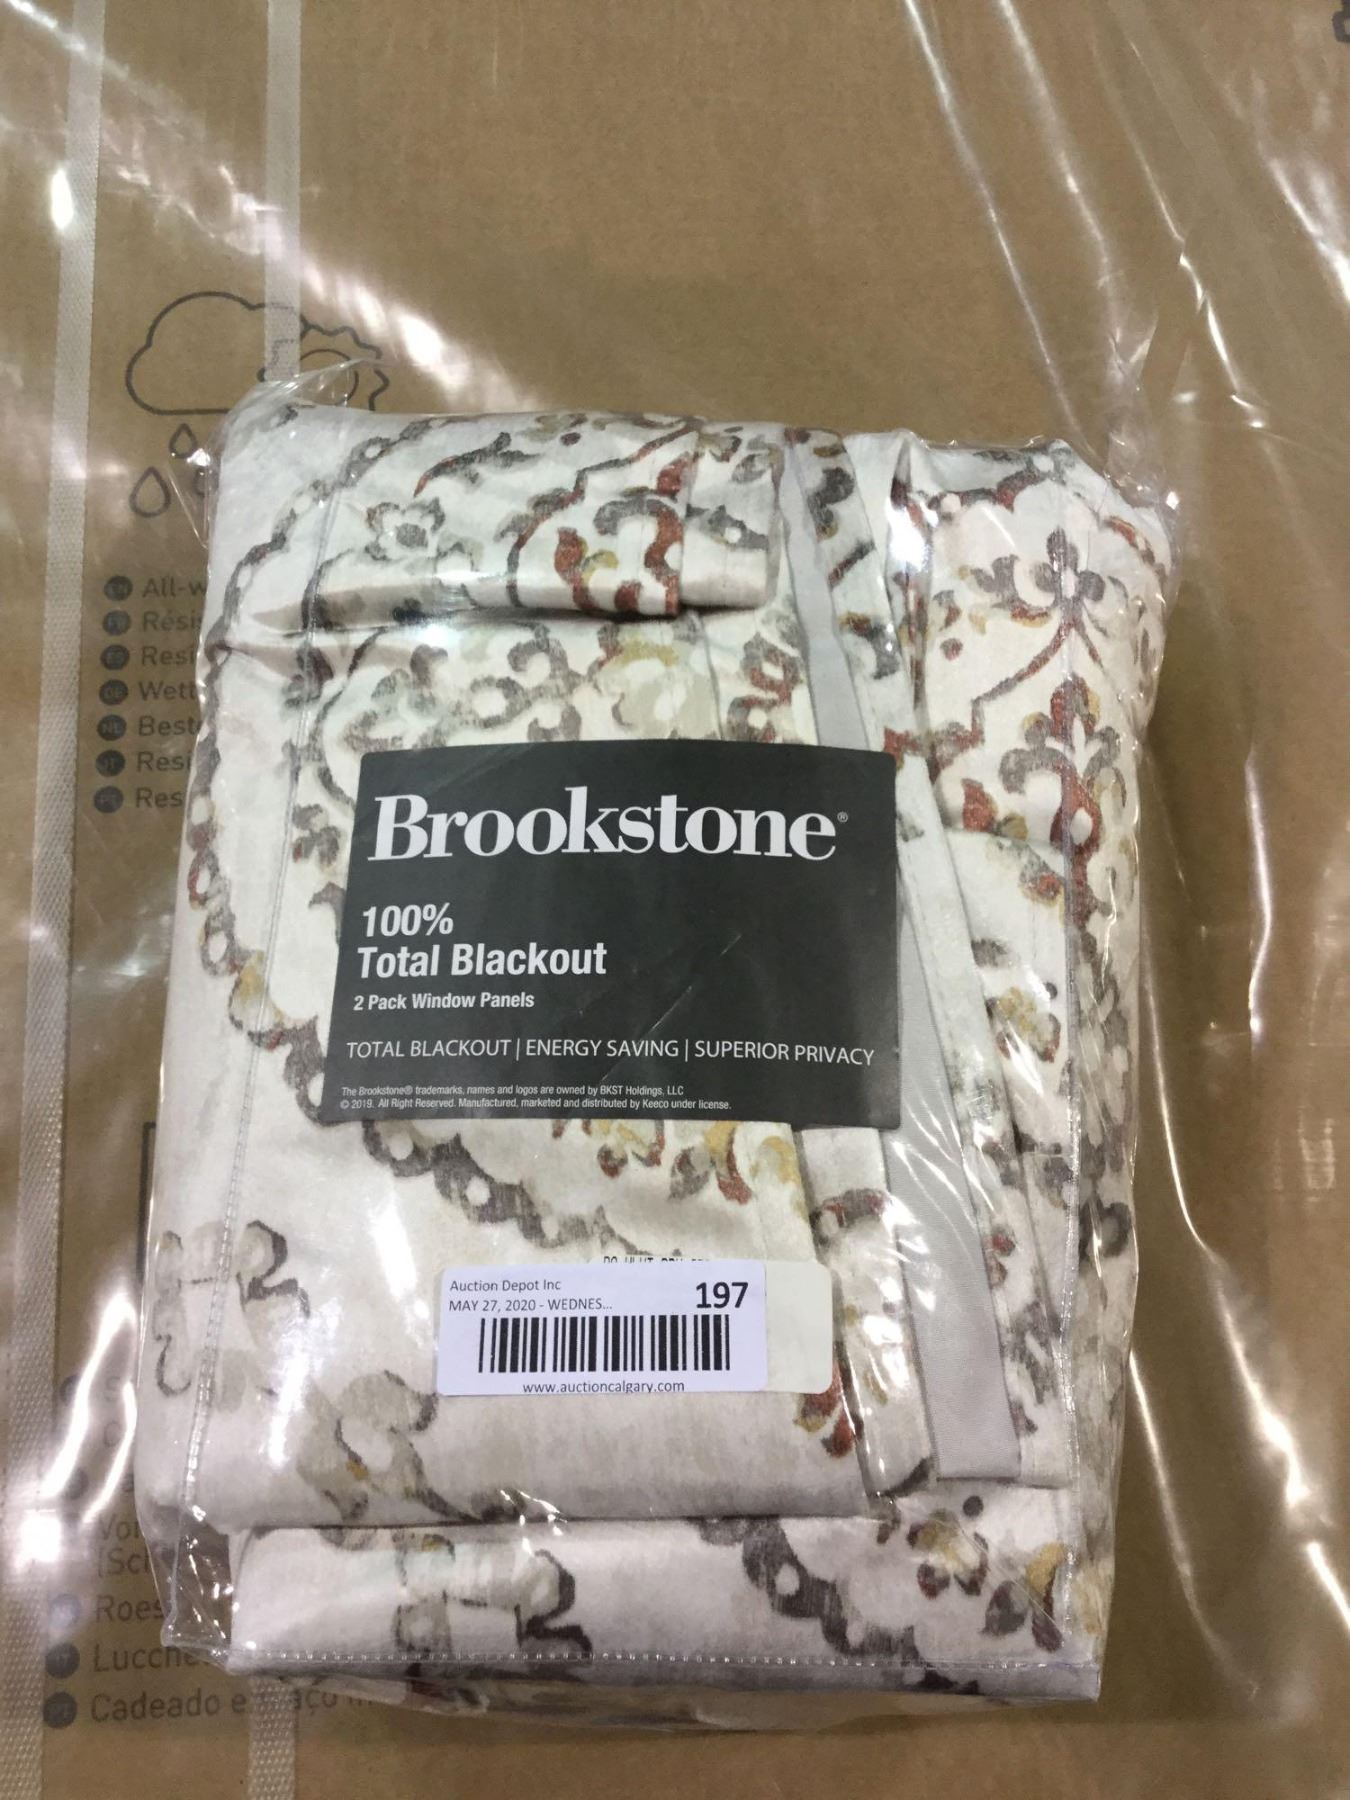 All-w
Résis
Resi
Wett
Best
Resi
Res
Brookstone®
100%
Total Blackout
2 Pack Window Panels
TOTAL BLACKOUT | ENERGY SAVING | SUPERIOR PRIVACY
The Brookstone® trademarks, names and logos are owned by BKST Holdings, LLC
© 2019. All Right Reserved. Manufactured, marketed and distributed by Keeco under license.
Auction Depot Inc
197
MAY 27, 2020 - WEDNES...
www.auctioncalgary.com
(Sch
Roes
Lucche
Cadeado e